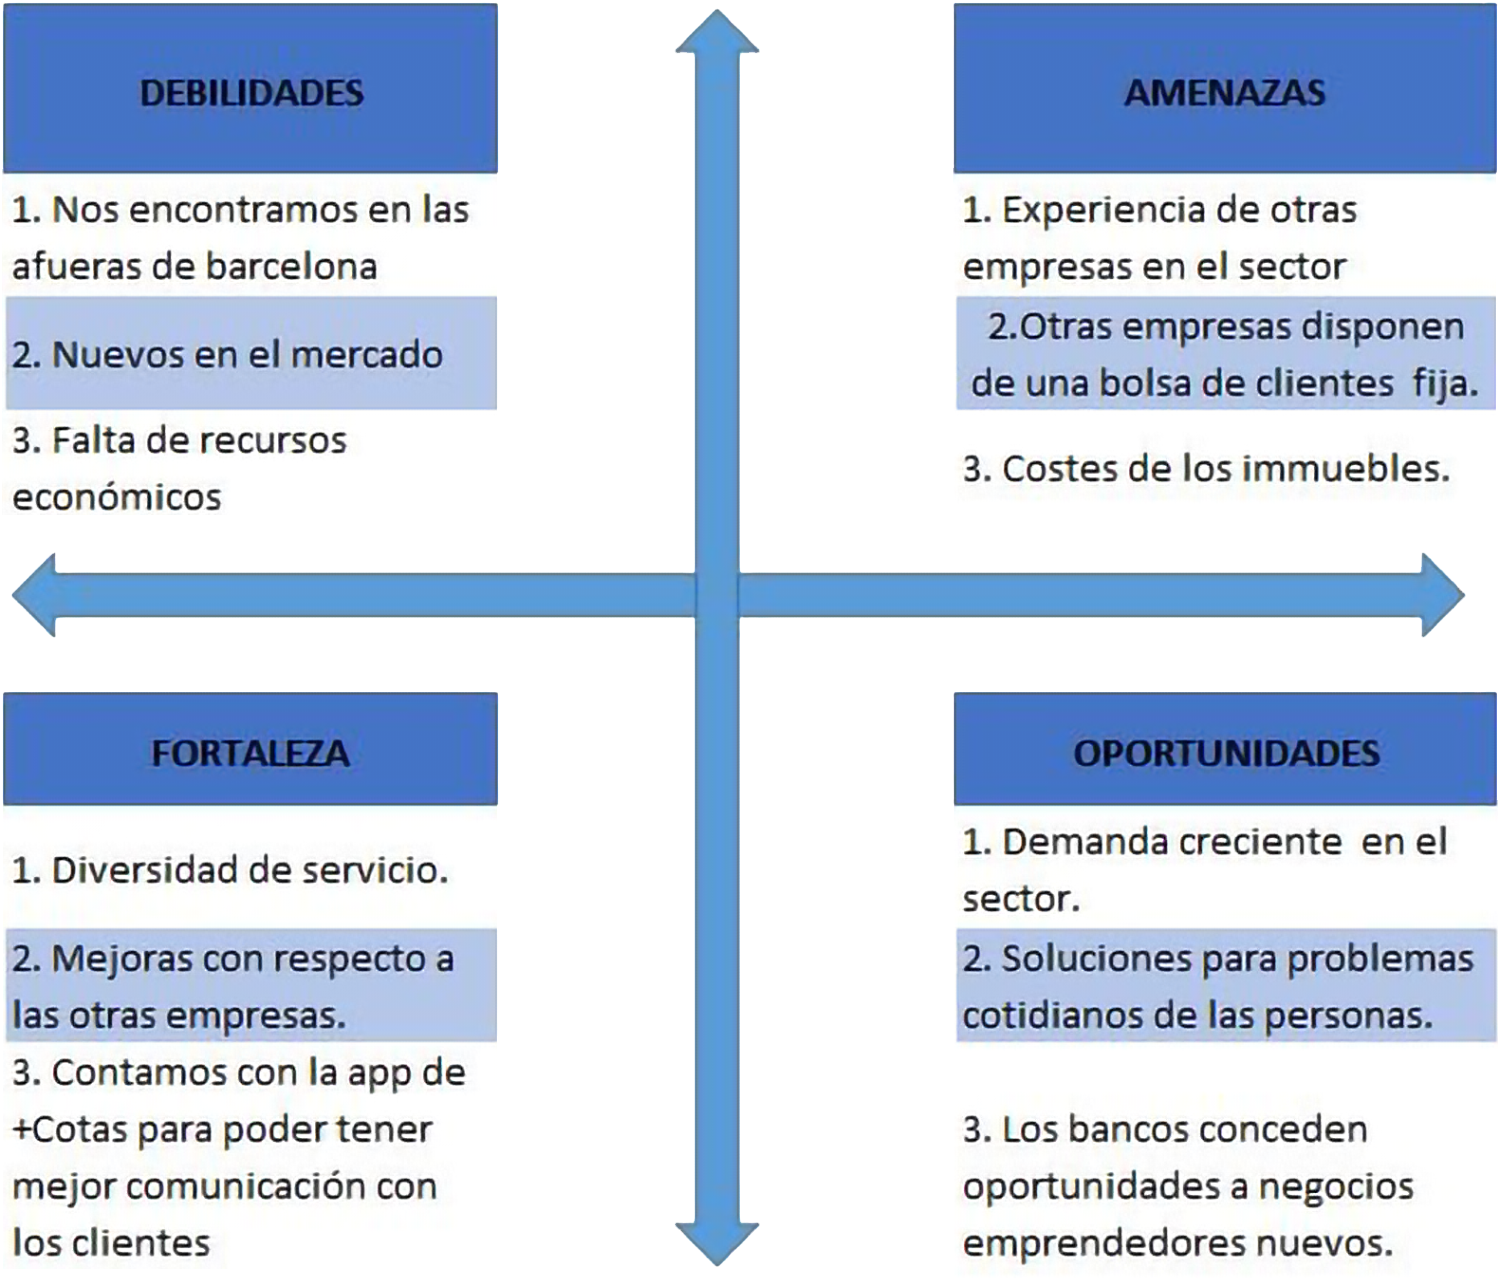 DEBILIDADES
1. Nos encontramos en las
afueras de barcelona
2. Nuevos en el mercado
3. Falta de recursos
económicos
AMENAZAS
1. Experiencia de otras
empresas en el sector
2.Otras empresas disponen
de una bolsa de clientes fija.
3. Costes de los immuebles.
FORTALEZA
1. Diversidad de servicio.
2. Mejoras con respecto a
las otras empresas.
3. Contamos con la app de
+Cotas para poder tener
mejor comunicación con
los clientes
OPORTUNIDADES
1. Demanda creciente en el
sector.
2. Soluciones para problemas
cotidianos de las personas.
3. Los bancos conceden
oportunidades a negocios
emprendedores nuevos.